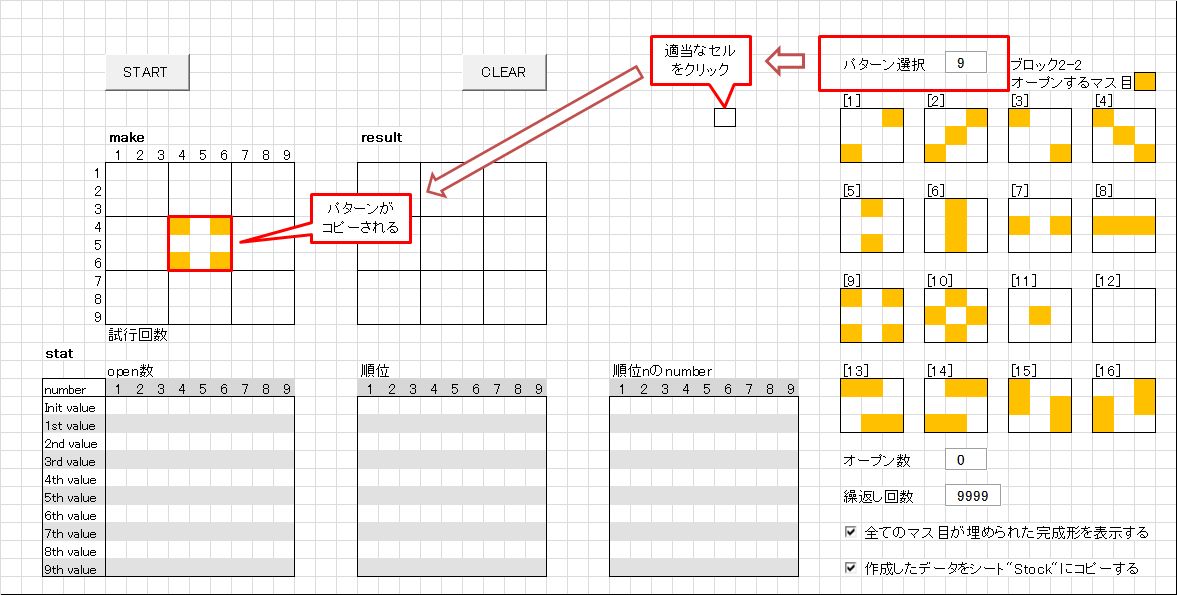 適当なセル
をクリック
パターン選択 9
ブロック2-2
オープンするマス目
START
CLEAR
[1] [2] [3] [4]
make
result
1 2 3 4 5 6 7 8 9
1
2
3
4
5
6
7
8
9
パターンが
コピーされる
[5] [6] [7] [8]
[9] [10] [11] [12]
試行回数
stat
open数
順位
順位nのnumber
[13] [14] [15] [16]
number 1 2 3 4 5 6 7 8 9 1 2 3 4 5 6 7 8 9 1 2 3 4 5 6 7 8 9
Init value
1st value
2nd value
3rd value
4th value
5th value
6th value
7th value
8th value
9th value
オープン数 0
繰返し回数 9999
全てのマス目が埋められた完成形を表示する
作成したデータをシート"Stock"にコピーする